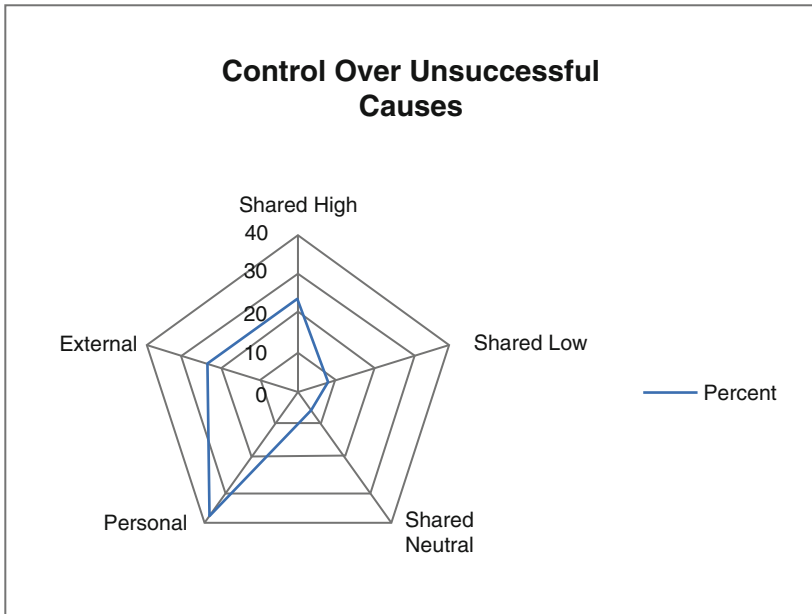 Control Over Unsuccessful
Causes
Shared High
40
30
20
10
0
External
Shared Low
Percent
Personal
Shared
Neutral